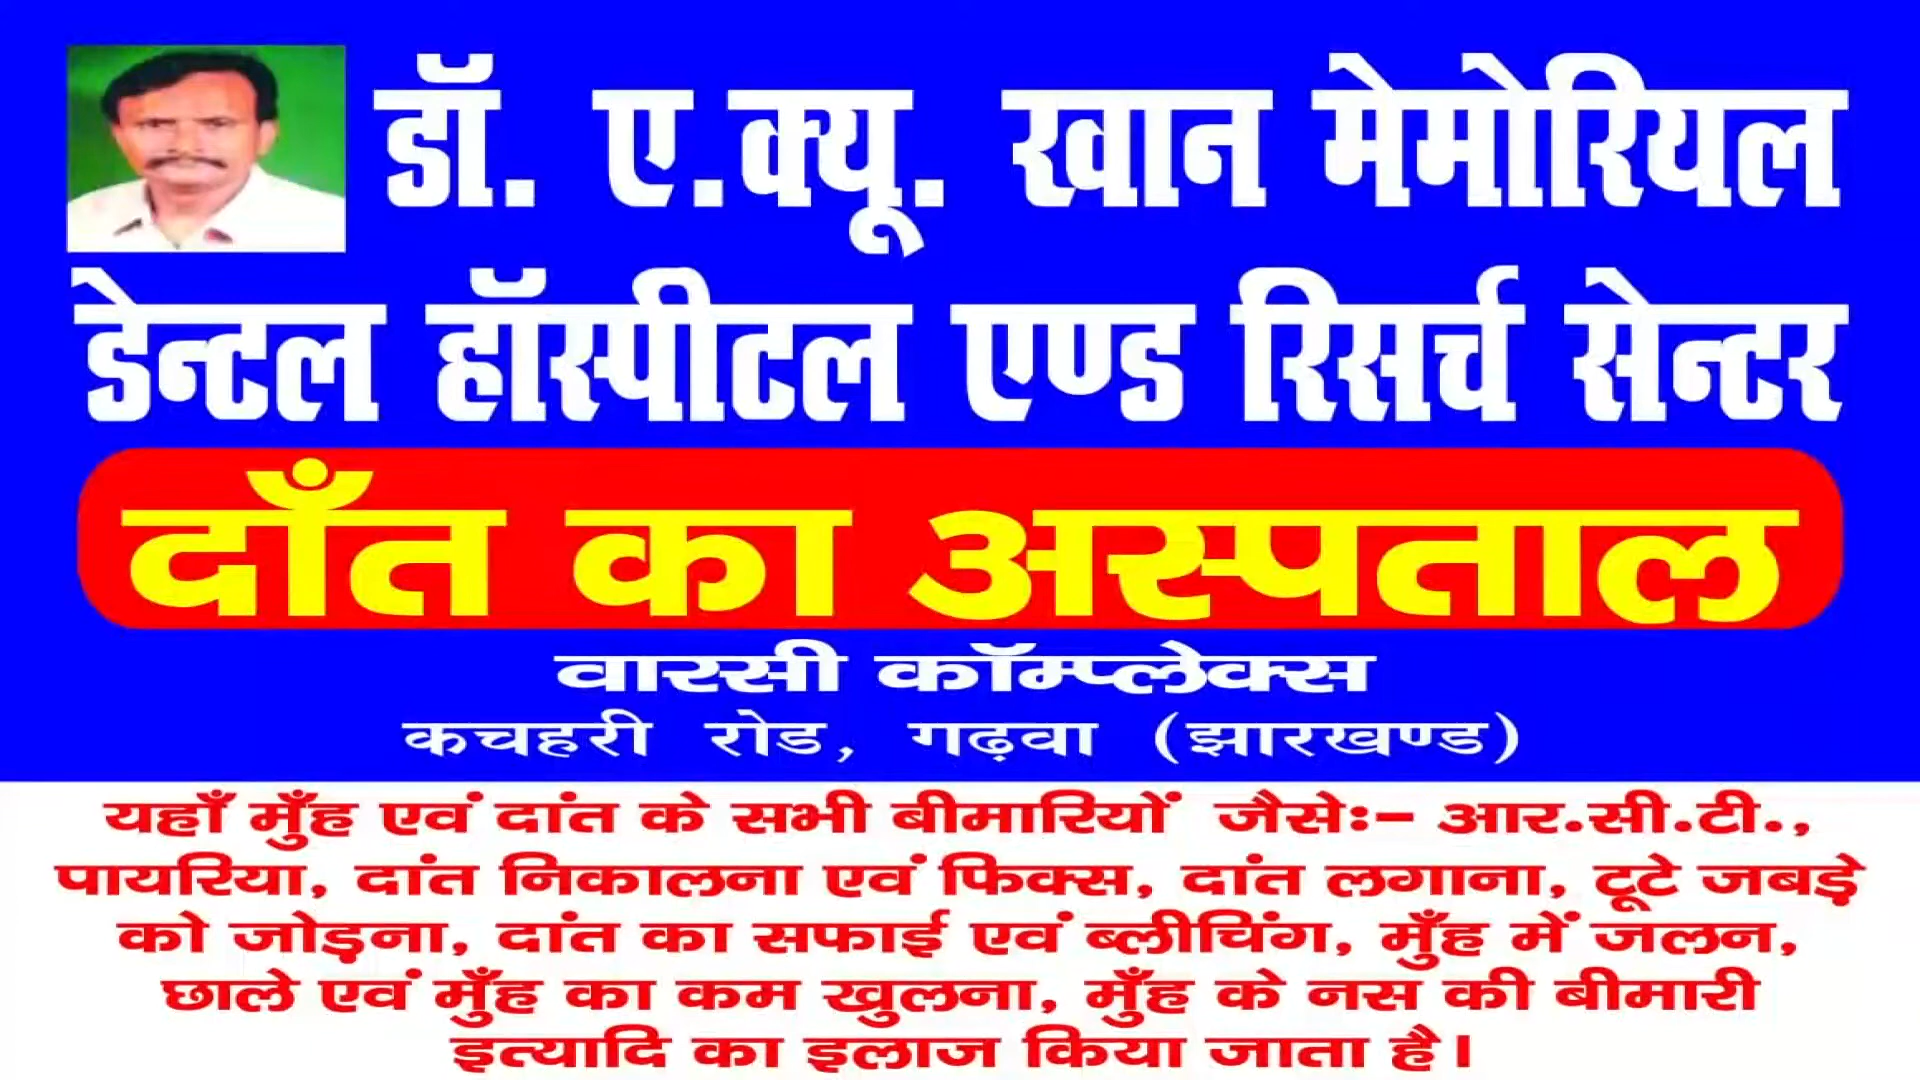 डॉ. ए.क्यू. खान मेमोरियल
डेन्टल हॉस्पीटल एण्ड रिसर्च सेन्टर
दाँत का अस्पताल
वारसी कॉम्प्लेक्स
कचहरी रोड, गढ़वा (झारखण्ड)
यहाँ मुँह एवं दांत के सभी बीमारियों जैसेः- आर.सी.टी.,
पायरिया, दांत निकालना एवं फिक्स, दांत लगाना, टूटे जबड़े
को जोड़ना, दांत का सफाई एवं ब्लीचिंग, मुँह में जलन,
छाले एवं मुँह का कम खुलना, मुँह के नस की बीमारी
इत्यादि का इलाज किया जाता है।